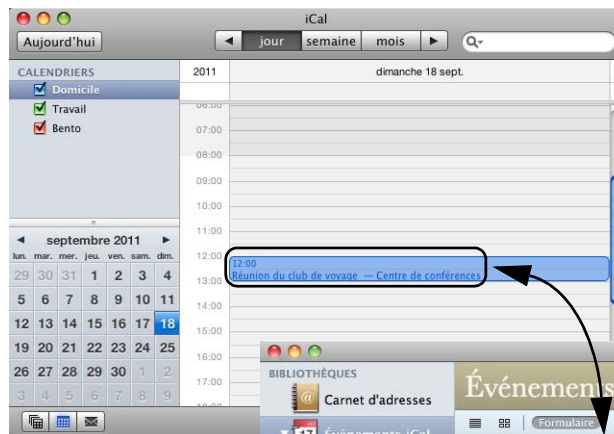 iCal
Aujourd'hui
jour semaine mois
CALENDRIERS
Domicile
Travail
Bento
2011 dimanche 18 sept.
06:00
07:00
08:00
09:00
10:00
11:00
12:00
12:00
Réunion du club de voyage — Centre de conférences
13:00
14:00
15:00
16:00
17:00
septembre 2011
lun. mar. mer. jeu. ven. sam. dim.
29 30 31 1 2 3 4
5 6 7 8 9 10 11
12 13 14 15 16 17 18
19 20 21 22 23 24 25
26 27 28 29 30 1 2
3 4 5 6 7 8 9
BIBLIOTHÈQUES
Carnet d'adresses
17 Événements iCal
Événements
Formulaire